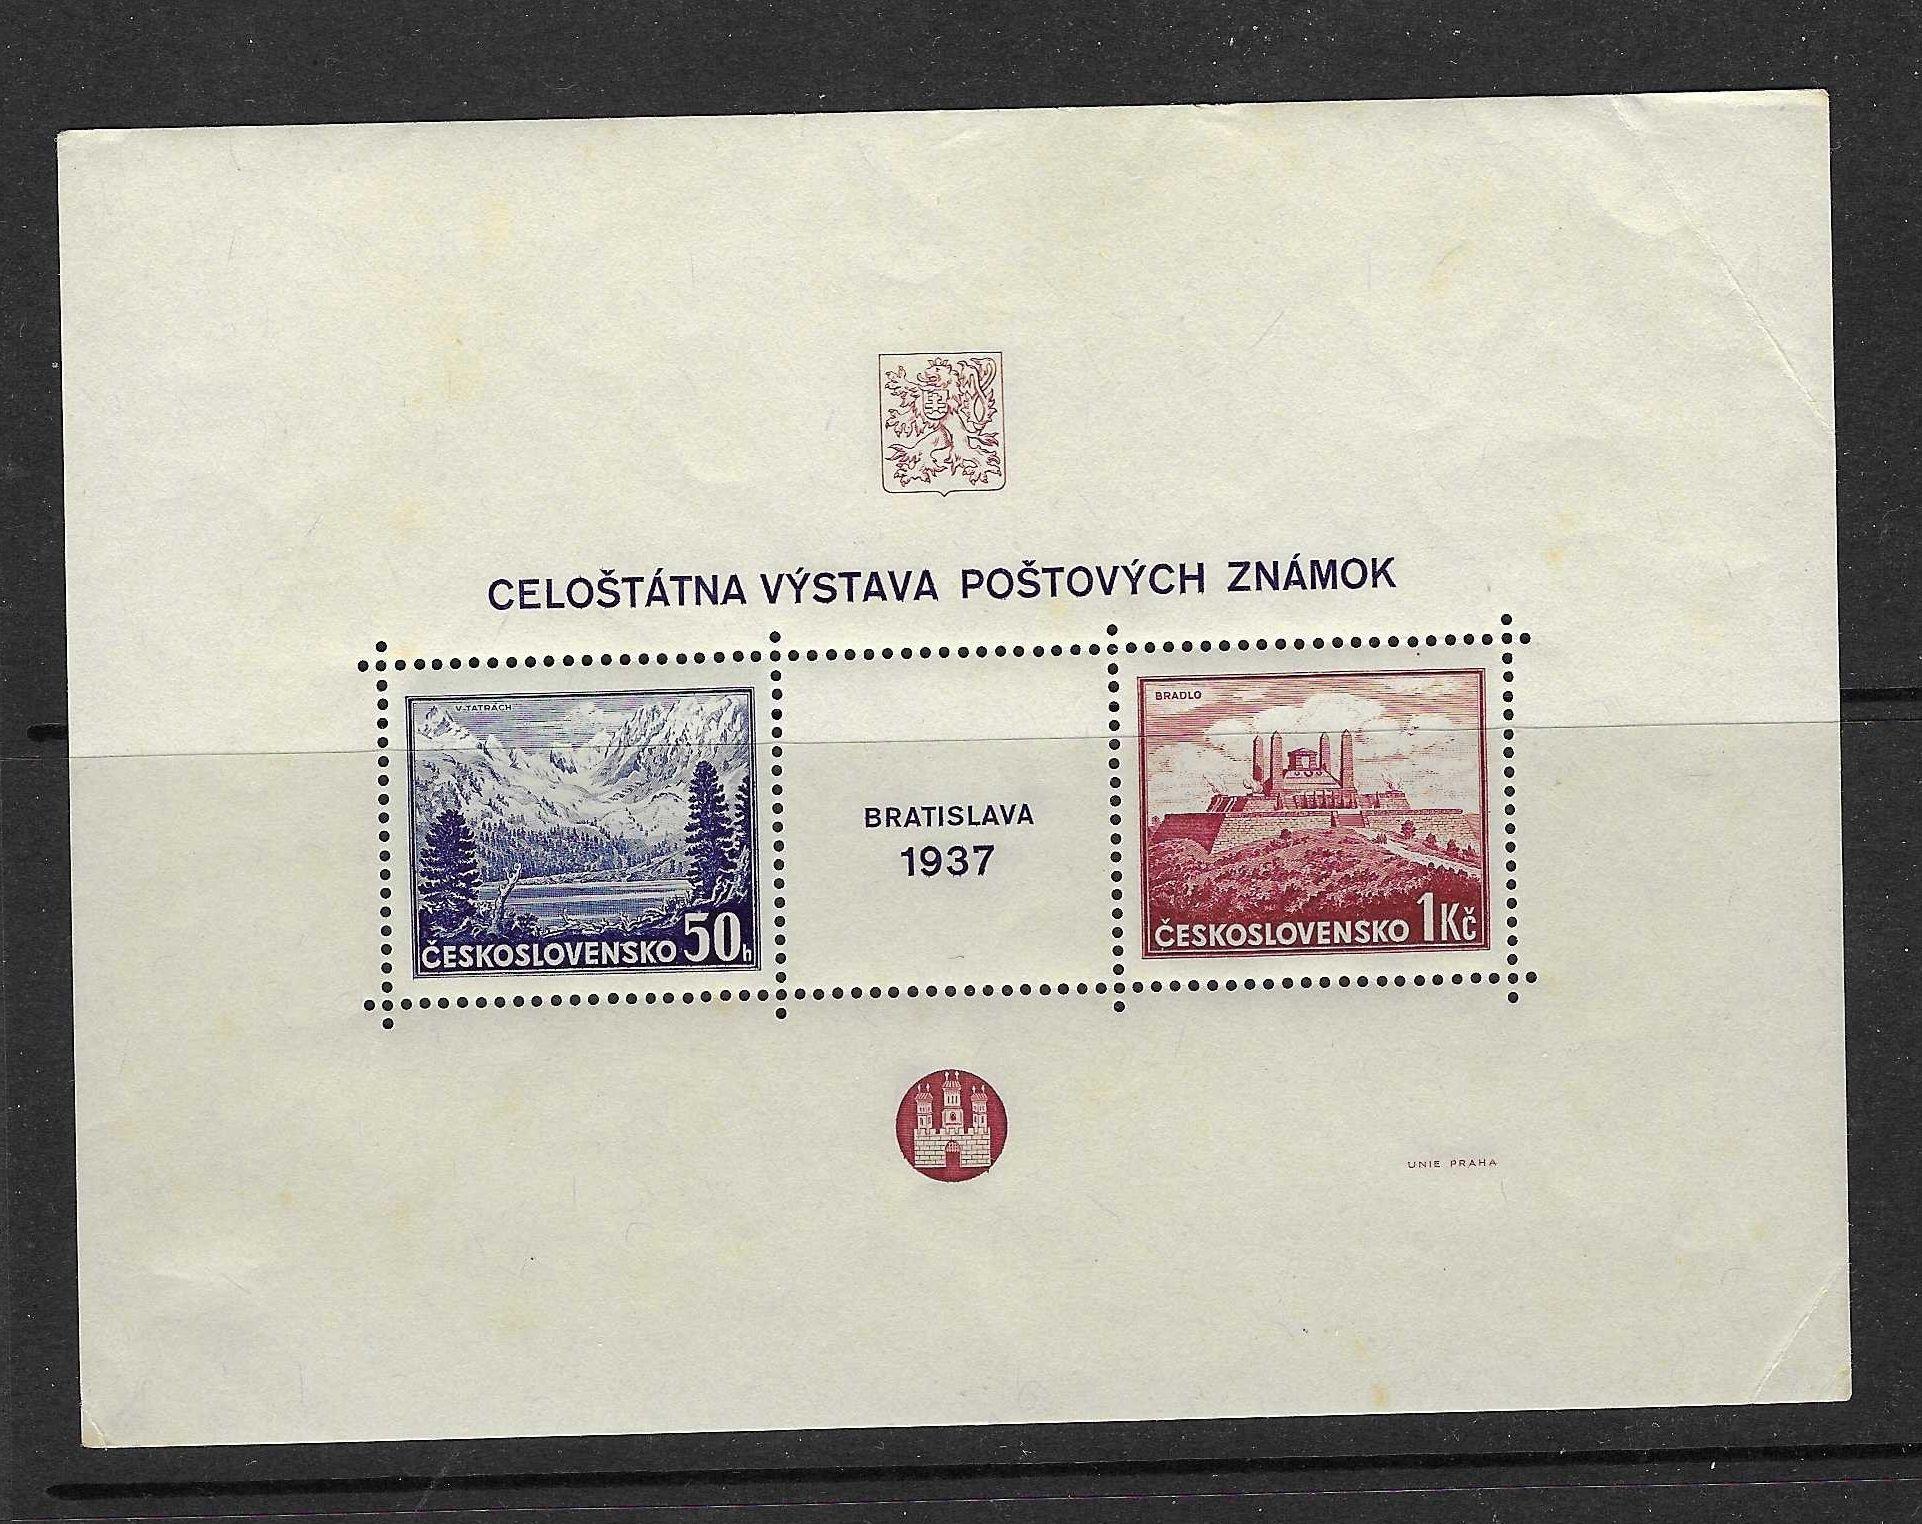 CELOŠTÁTNA VÝSTAVA POŠTOVÝCH ZNÁMOK
V TATRÁCH
ČESKOSLOVENSKO 50h
BRATISLAVA
1937
BRADLO
ČESKOSLOVENSKO 1Kč
UNIE PRAHA